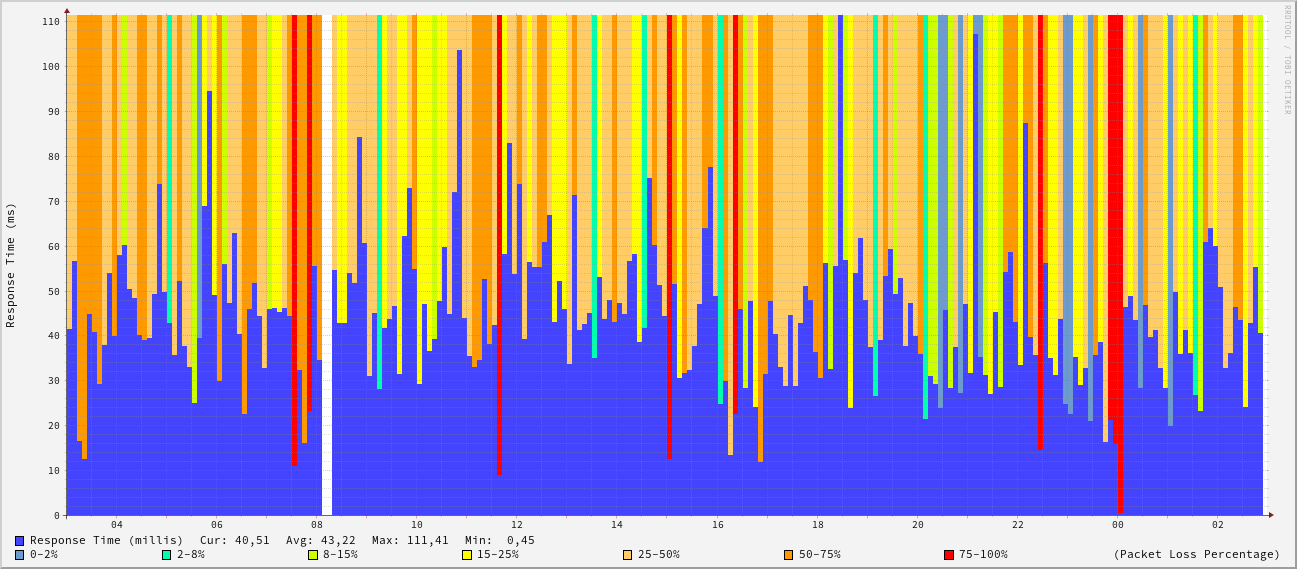 RRDTOOL / TOBI OETIKER
Response Time (ms)
110
100
90
80
70
60
50
40
30
20
10
0
04 06 08 10 12 14 16 18 20 22 00 02
Response Time (millis) Cur: 40,51 Avg: 43,22 Max: 111,41 Min: 0,45
0-2% 2-8% 8-15% 15-25% 25-50% 50-75% 75-100% (Packet Loss Percentage)